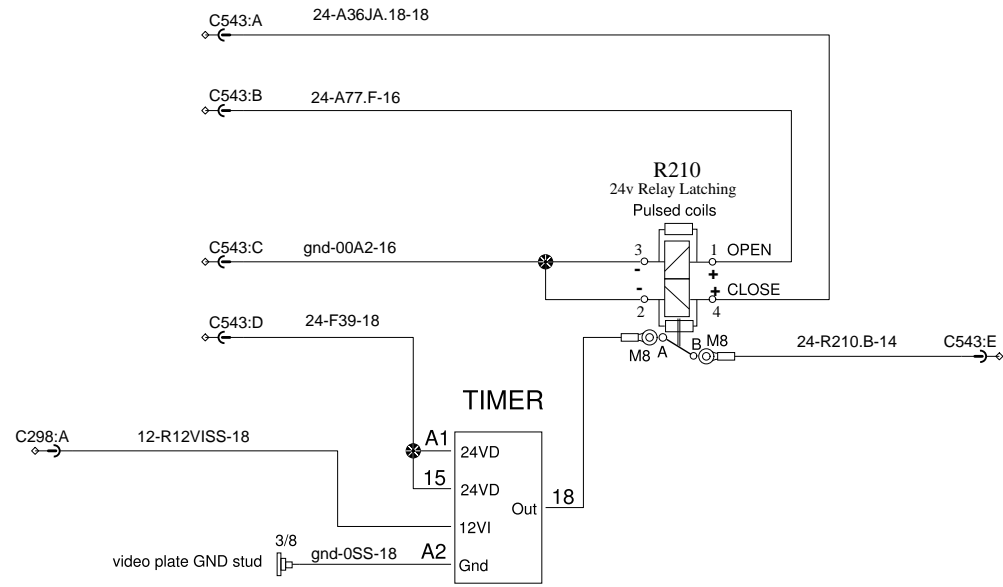 C543:A
24-A36JA.18-18
C543:B
24-A77.F-16
R210
24v Relay Latching
Pulsed coils
C543:C
gnd-00A2-16
3
1
OPEN
-
+
-
+
CLOSE
2
4
C543:D
24-F39-18
M8
A
B
M8
24-R210.B-14
C543:E
TIMER
C298:A
12-R12VISS-18
A1
24VD
15
24VD
Out
18
12VI
3/8
video plate GND stud
gnd-0SS-18
A2
Gnd